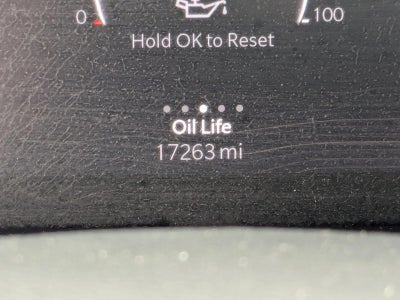 0 100
Hold OK to Reset
Oil Life
17263 mi